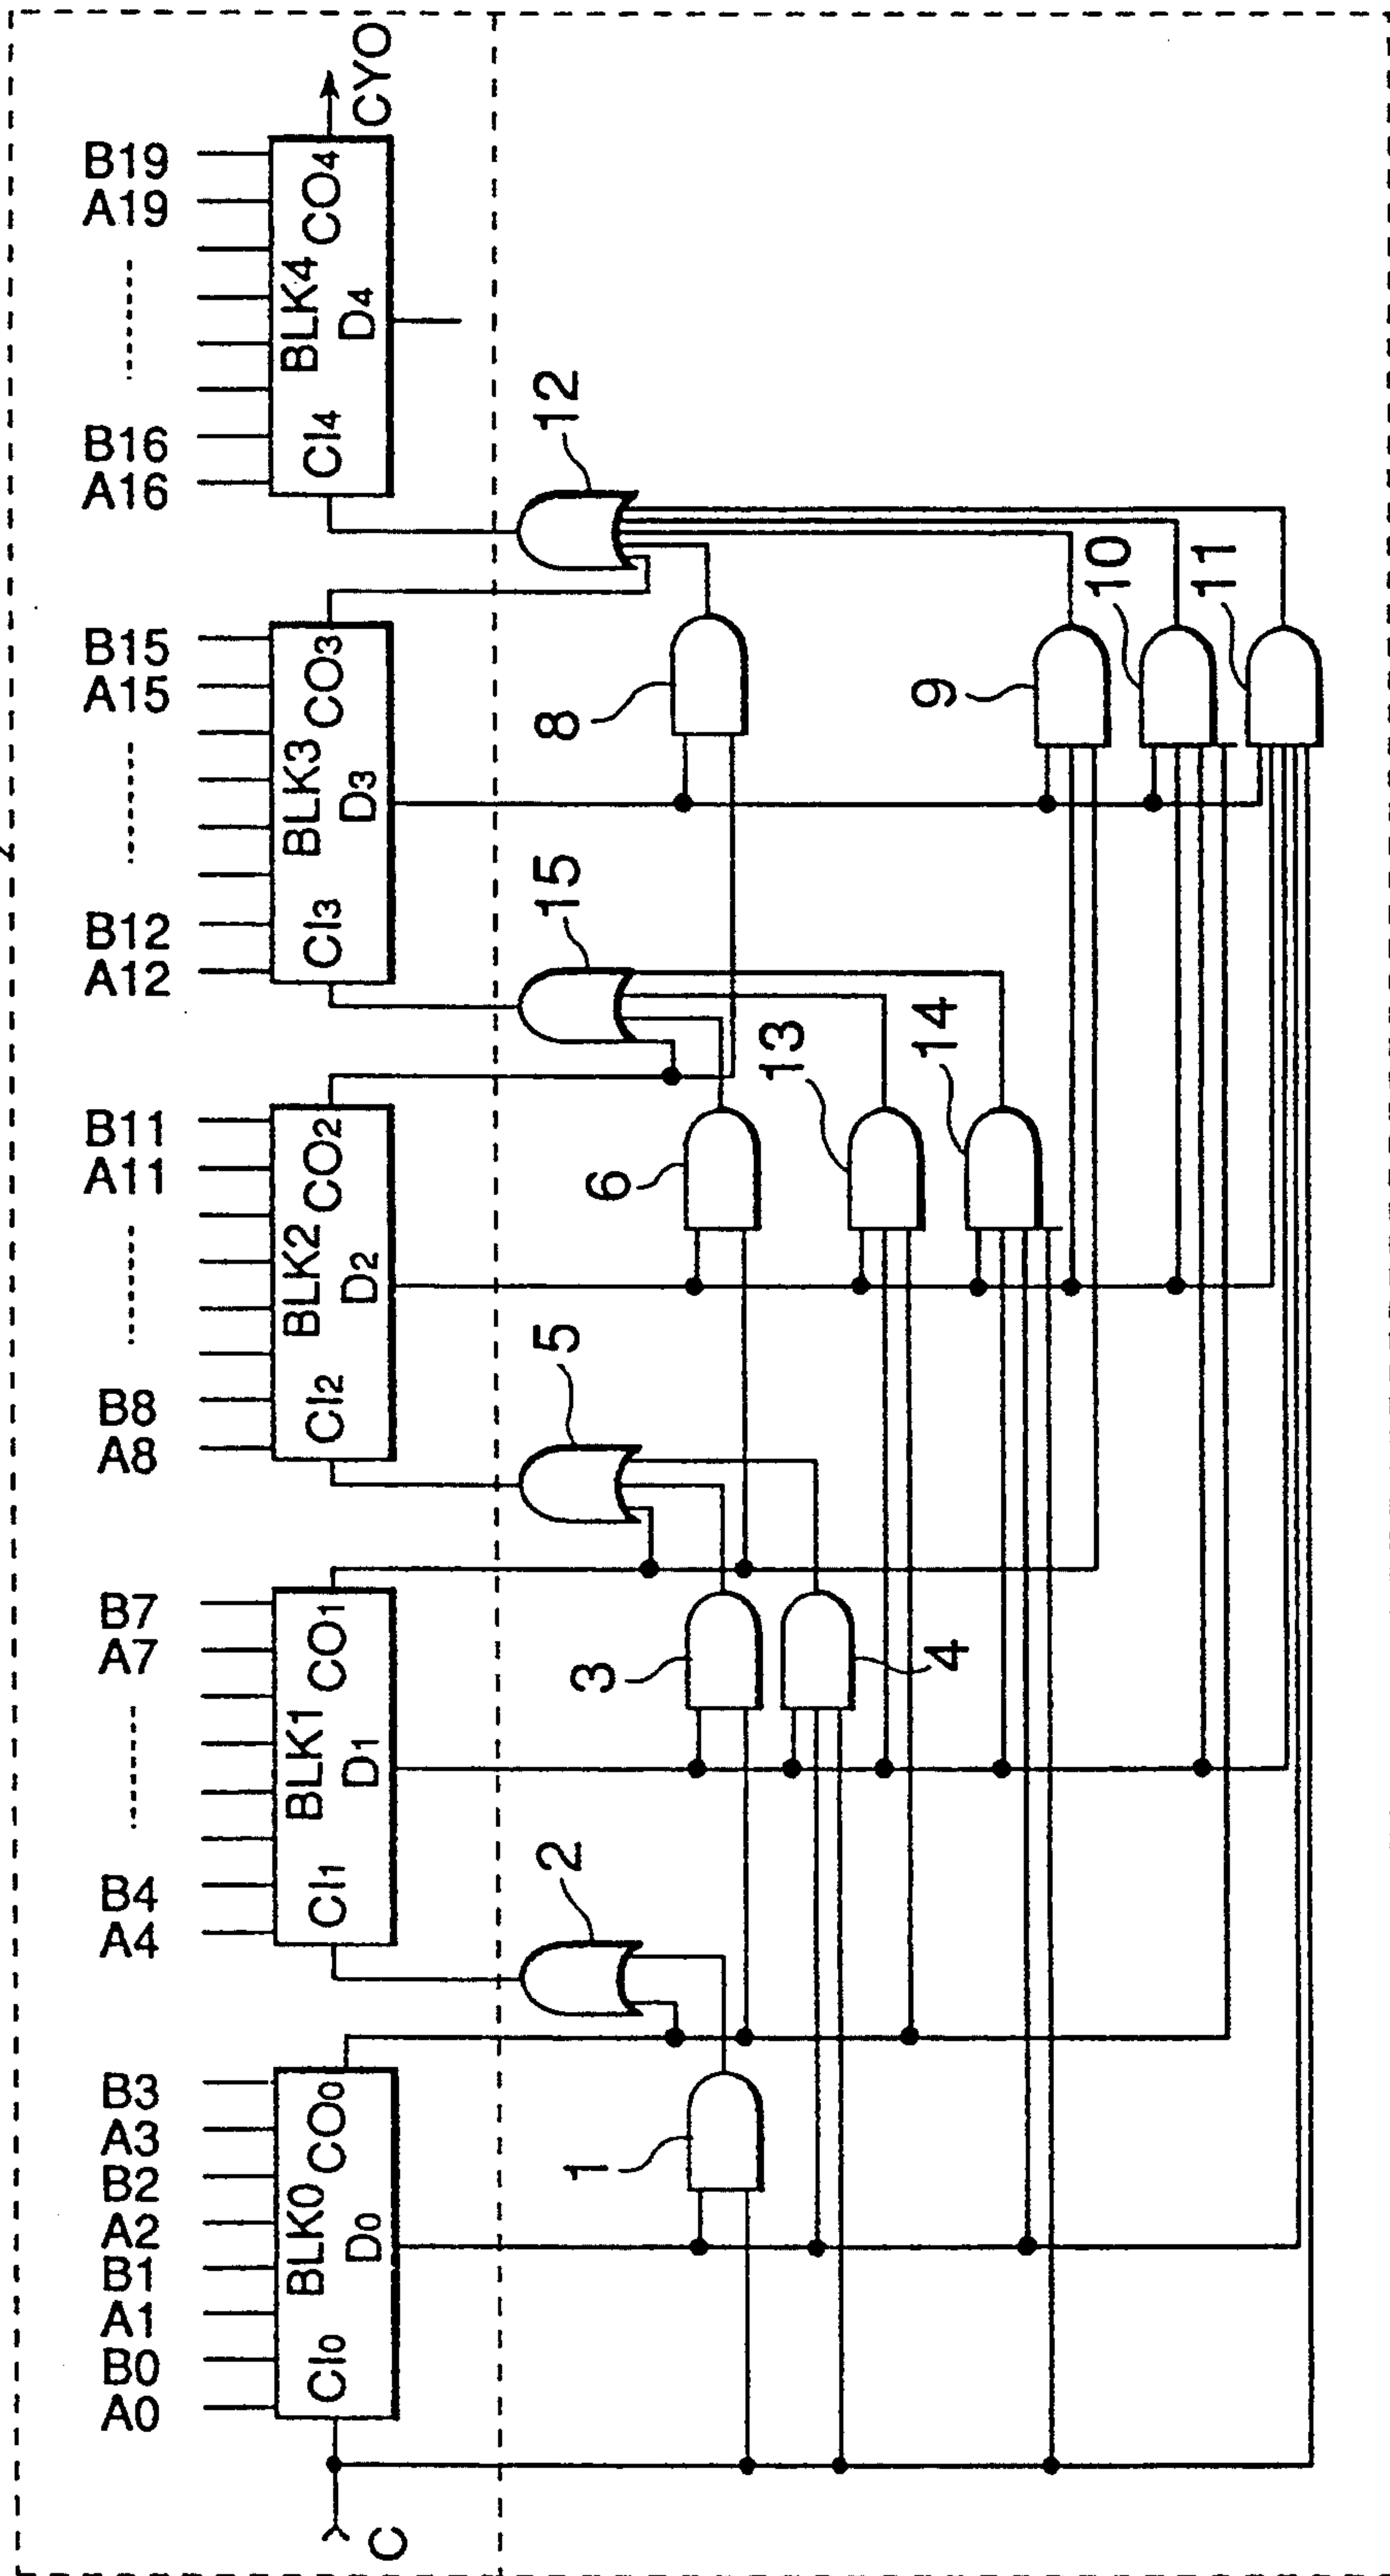 B19
A19
B16
A16
B15
A15
B12
A12
B11
A11
B8
A8
B7
A7
B4
A4
B3
A3
B2
A2
B1
A1
B0
A0
CYO
CO4
BLK4
D4
CI4
CO3
BLK3
D3
CI3
CO2
BLK2
D2
CI2
CO1
BLK1
D1
CI1
CO0
BLK0
D0
CI0
C
12
15
5
2
8
9
10
11
6
13
14
3
4
1